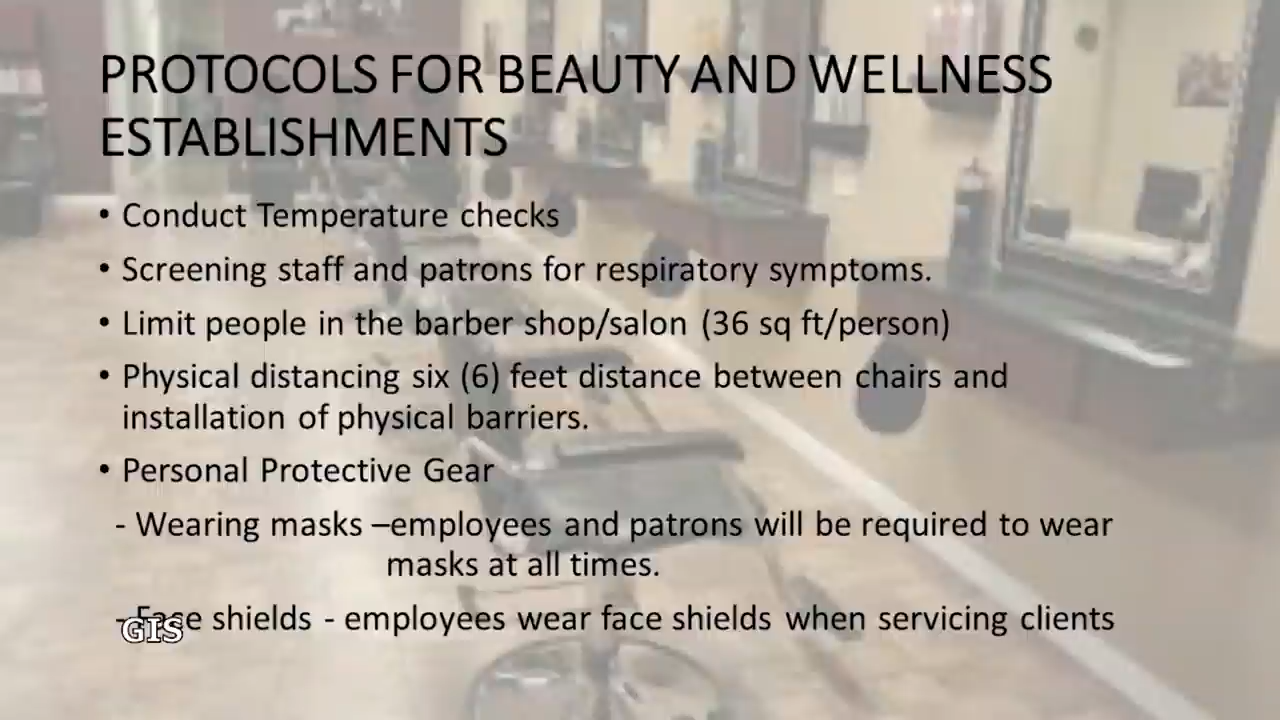 PROTOCOLS FOR BEAUTY AND WELLNESS
ESTABLISHMENTS
• Conduct Temperature checks
• Screening staff and patrons for respiratory symptoms.
• Limit people in the barber shop/salon (36 sq ft/person)
• Physical distancing six (6) feet distance between chairs and
installation of physical barriers.
• Personal Protective Gear
- Wearing masks –employees and patrons will be required to wear
masks at all times.
- Face shields - employees wear face shields when servicing clients
GIS